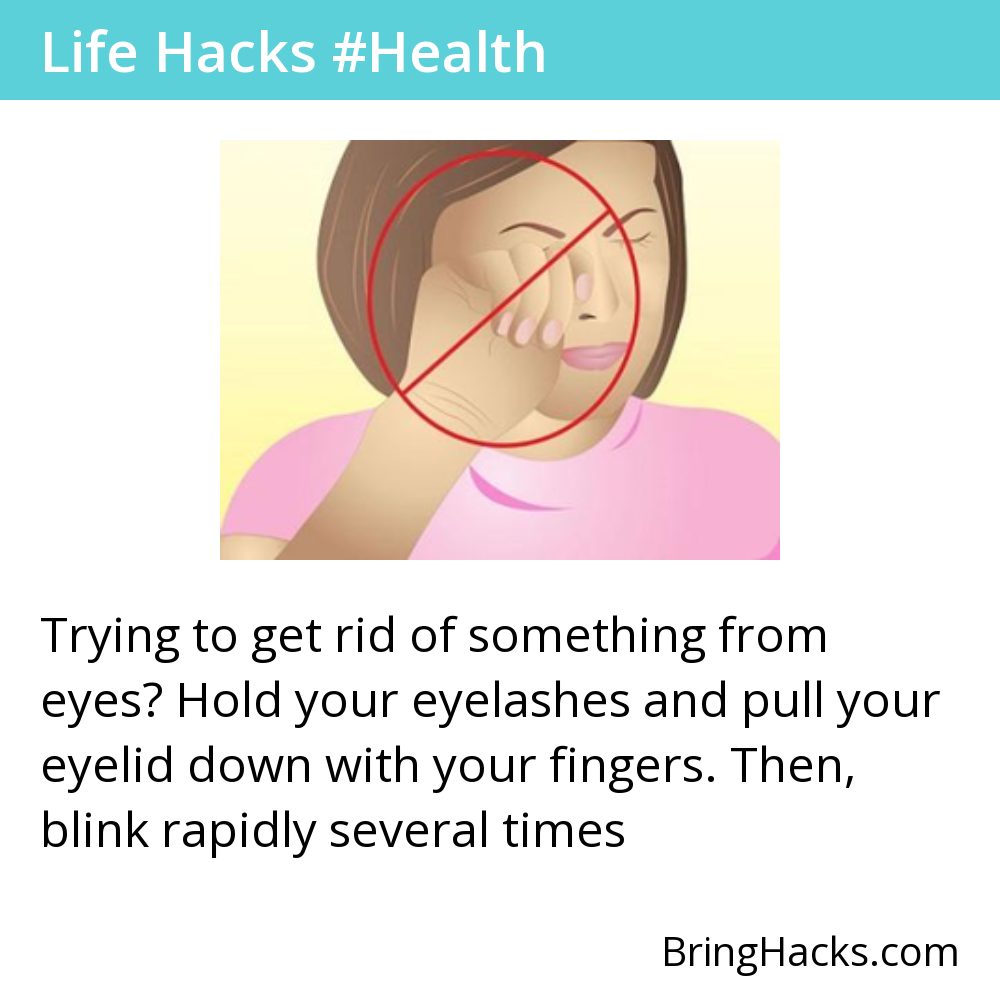 Life Hacks #Health
Trying to get rid of something from
eyes? Hold your eyelashes and pull your
eyelid down with your fingers. Then,
blink rapidly several times
BringHacks.com